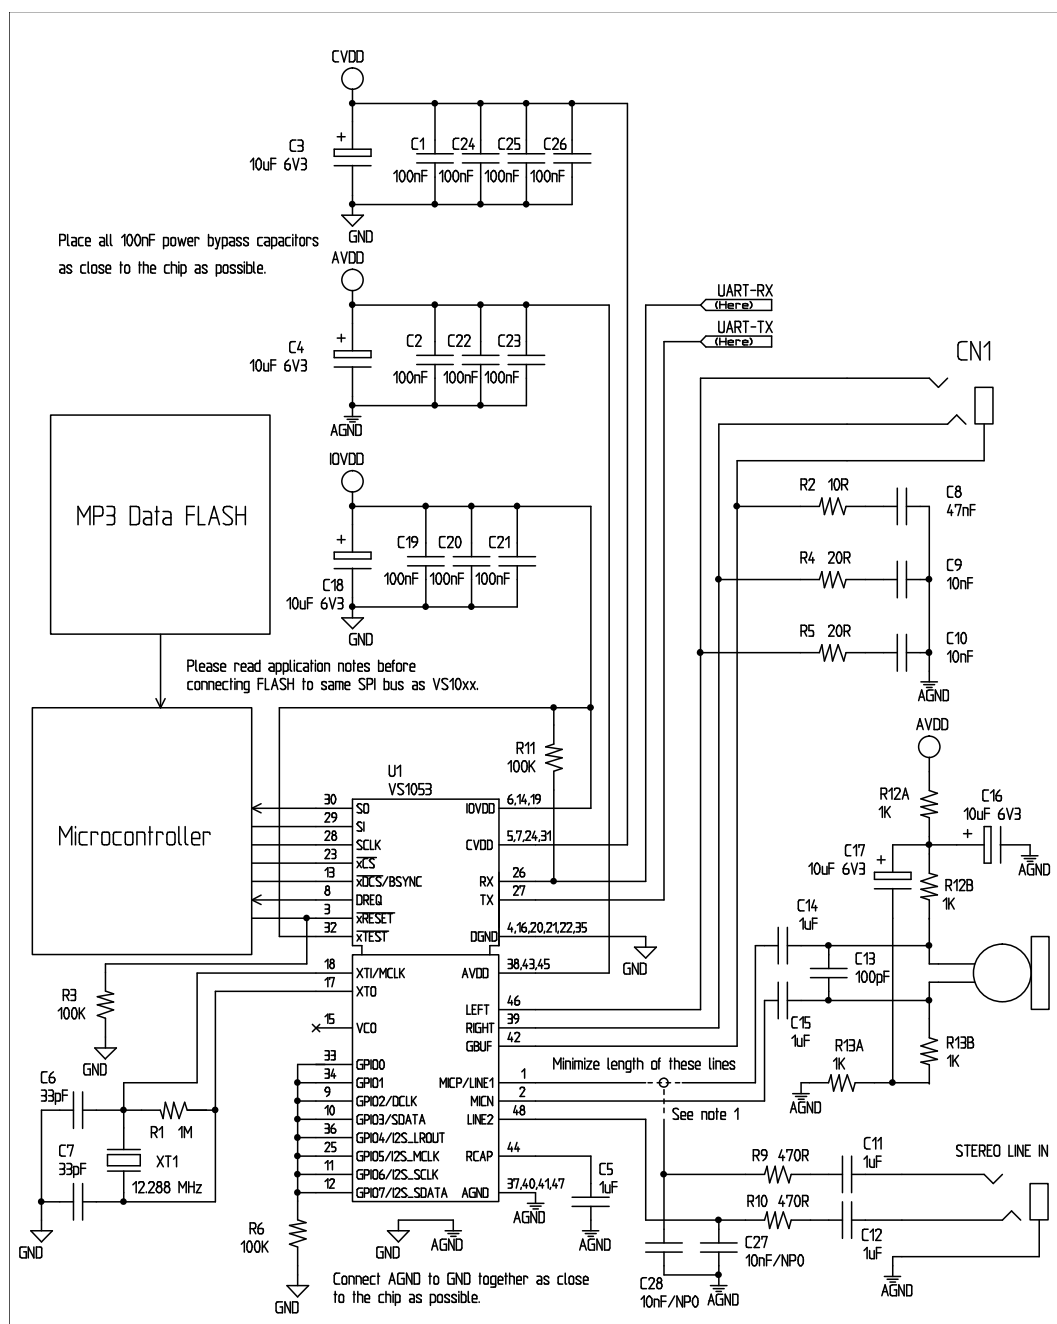 CVDD
C3
10uF 6V3
+
C1
C24
C25
C26
100nF
100nF
100nF
100nF
GND
Place all 100nF power bypass capacitors
as close to the chip as possible.
AVDD
C4
10uF 6V3
+
C2
C22
C23
100nF
100nF
100nF
AGND
UART-RX
(Here)
UART-TX
(Here)
CN1
IOVDD
+
C18
10uF 6V3
C19
C20
C21
100nF
100nF
100nF
GND
MP3 Data FLASH
R2 10R
C8
47nF
R4 20R
C9
10nF
R5 20R
C10
10nF
AGND
Please read application notes before
connecting FLASH to same SPI bus as VS10xx.
Microcontroller
R11
100K
U1
VS1053
30 SO
29 SI
28 SCLK
23 xCS
13 xDCS/BSYNC
8 DREQ
3 xRESET
32 xTEST
18 XTI/MCLK
17 XTO
15 VCO
33 GPIO0
34 GPIO1
9 GPIO2/DCLK
10 GPIO3/SDATA
36 GPIO4/I2S_LROUT
25 GPIO5/I2S_MCLK
11 GPIO6/I2S_SCLK
12 GPIO7/I2S_SDATA
IOVDD 6,14,19
CVDD 5,7,24,31
RX 26
TX 27
DGND 4,16,20,21,22,35
GND
AVDD 38,43,45
LEFT 46
RIGHT 39
GBUF 42
MICP/LINE1 1
MICN 2
LINE2 48
RCAP 44
AGND 37,40,41,47
AGND
C5
1uF
AGND
AVDD
R12A
1K
C16
10uF 6V3
+
AGND
C17
10uF 6V3
+
R12B
1K
C14
1uF
C13
100pF
C15
1uF
R13A
1K
R13B
1K
AGND
Minimize length of these lines
See note 1
R3
100K
GND
C6
33pF
R1 1M
C7
33pF
XT1
12.288 MHz
GND
R6
100K
GND
GND
AGND
Connect AGND to GND together as close
to the chip as possible.
R9 470R
C11
1uF
STEREO LINE IN
R10 470R
C12
1uF
C27
10nF/NP0
C28
10nF/NP0
AGND
AGND